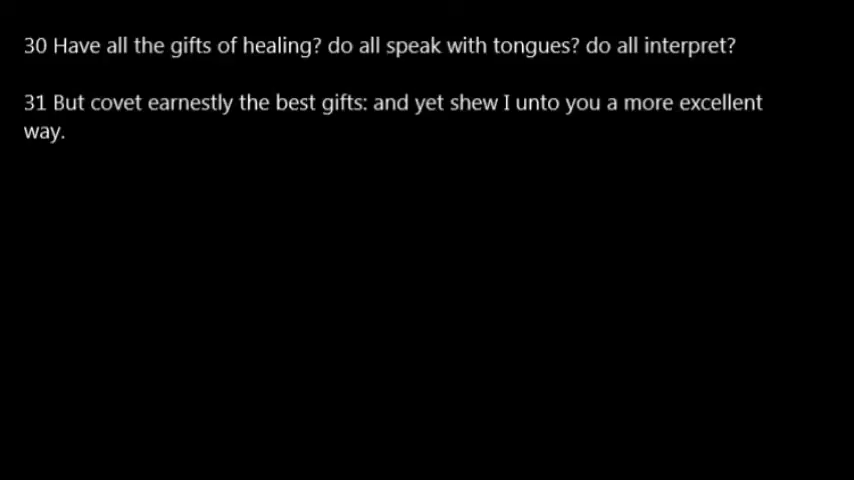 30 Have all the gifts of healing? do all speak with tongues? do all interpret?
31 But covet earnestly the best gifts: and yet shew I unto you a more excellent
way.